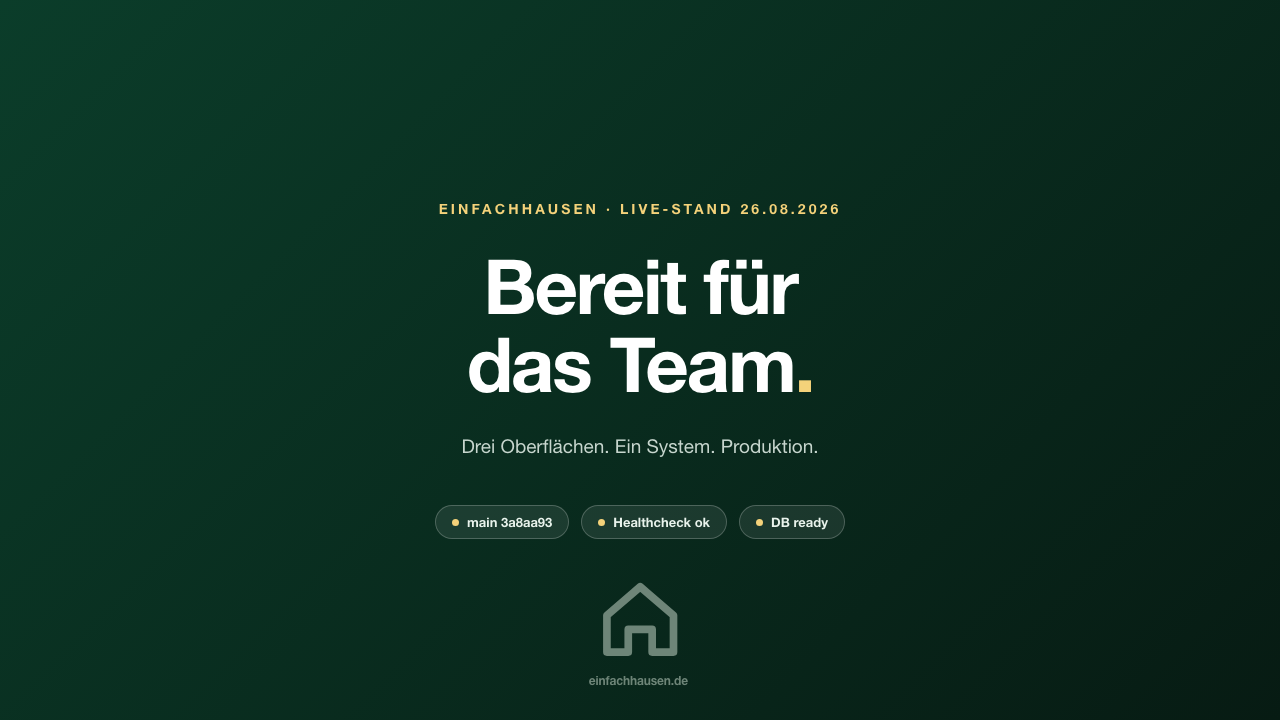 EINFACHHAUSEN · LIVE-STAND 26.08.2026
Bereit für
das Team.
Drei Oberflächen. Ein System. Produktion.
main 3a8aa93
Healthcheck ok
DB ready
einfachhausen.de